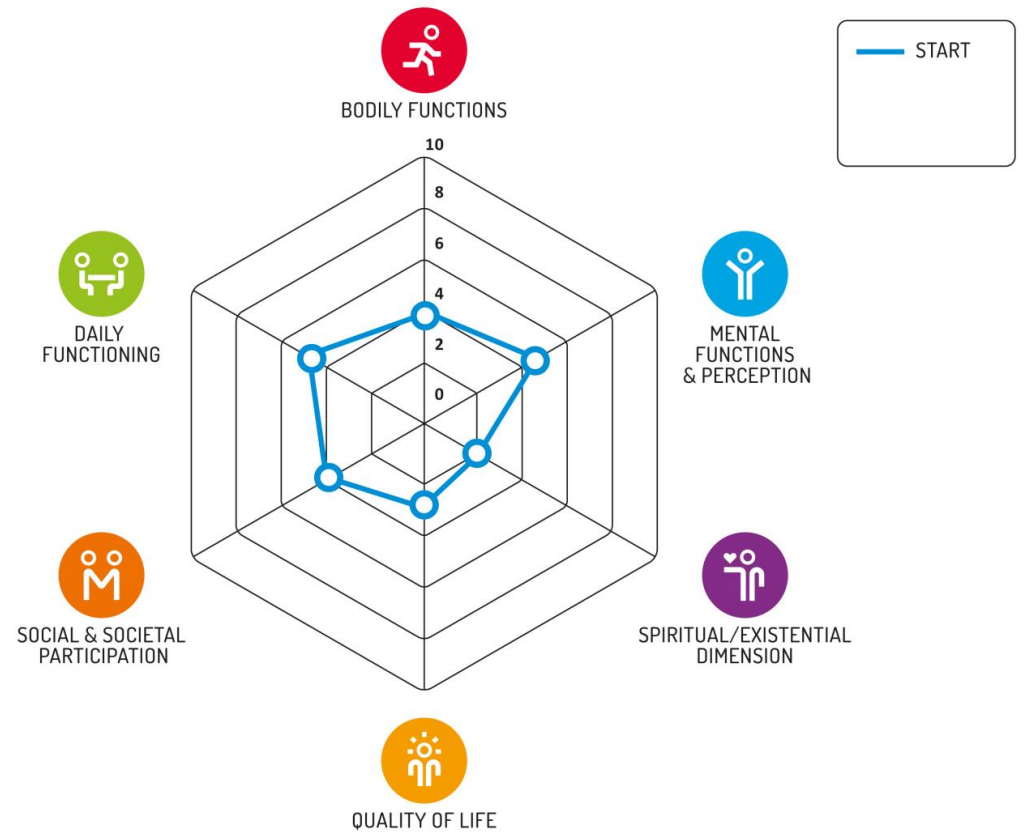 START
BODILY FUNCTIONS
10
8
6
4
2
0
MENTAL
FUNCTIONS
& PERCEPTION
SPIRITUAL/EXISTENTIAL
DIMENSION
QUALITY OF LIFE
SOCIAL & SOCIETAL
PARTICIPATION
DAILY
FUNCTIONING